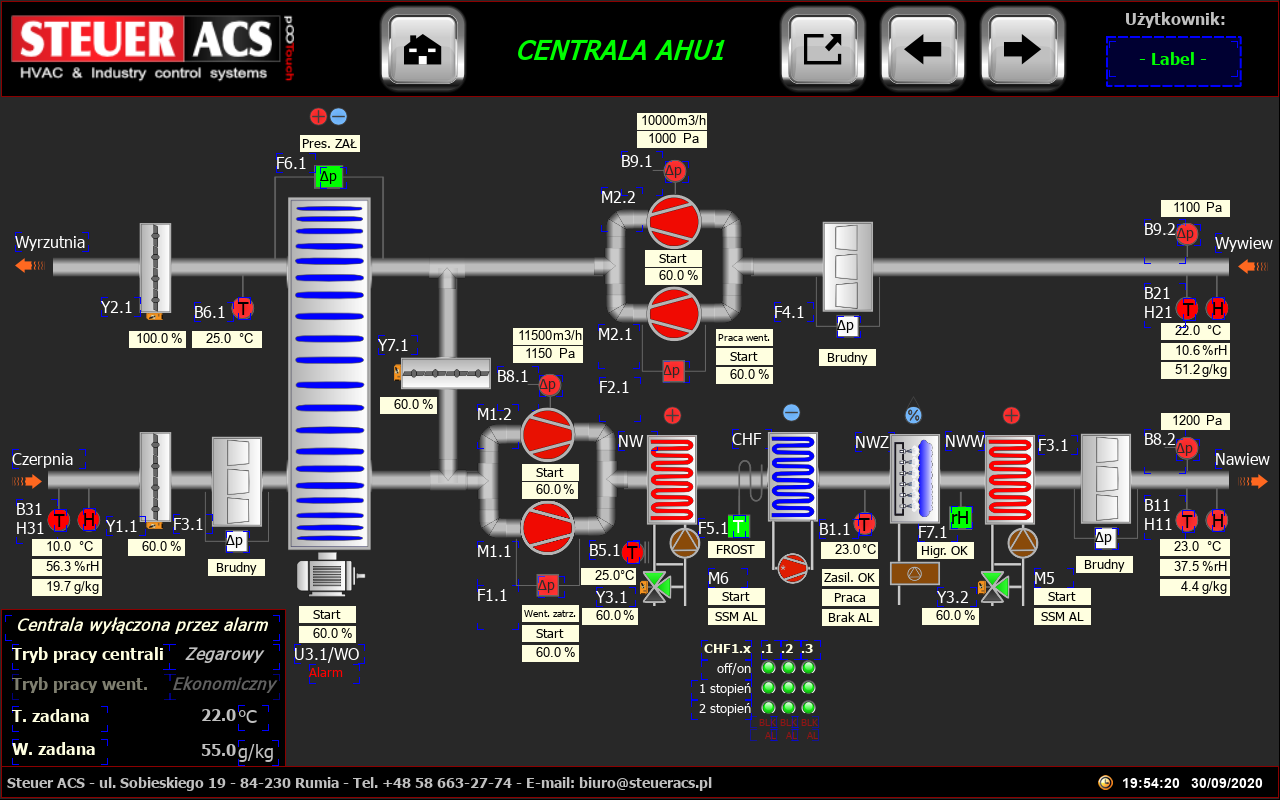 STEUER ACS
pCOTouch
HVAC & Industry control systems
CENTRALA AHU1
Użytkownik:
- Label -
Pres. ZAŁ
F6.1
Δp
10000m3/h
1000 Pa
B9.1
Δp
M2.2
Start
60.0 %
M2.1
Praca went.
Start
60.0 %
F2.1
Δp
Wyrzutnia
Y2.1
100.0 %
B6.1
T
25.0 °C
F4.1
Δp
Brudny
1100 Pa
B9.2
Δp
Wywiew
B21
H21
T
H
22.0 °C
10.6 %rH
51.2 g/kg
Y7.1
60.0 %
11500m3/h
1150 Pa
B8.1
Δp
M1.2
Start
60.0 %
M1.1
F1.1
Δp
Went. zatrz.
Start
60.0 %
Czerpnia
B31
H31
T
H
10.0 °C
56.3 %rH
19.7 g/kg
Y1.1
60.0 %
F3.1
Δp
Brudny
Start
60.0 %
U3.1/WO
Alarm
NW
B5.1
T
25.0°C
Y3.1
60.0 %
F5.1
T
FROST
M6
Start
SSM AL
CHF
B1.1
T
23.0°C
Zasil. OK
Praca
Brak AL
%
NWZ
F7.1
rH
Higr. OK
NWW
Y3.2
60.0 %
M5
Start
SSM AL
F3.1
Δp
Brudny
1200 Pa
B8.2
Δp
Nawiew
B11
H11
T
H
23.0 °C
37.5 %rH
4.4 g/kg
CHF1.x .1 .2 .3
off/on
1 stopień
2 stopień
BLK BLK BLK
AL AL AL
Centrala wyłączona przez alarm
Tryb pracy centrali Zegarowy
Tryb pracy went. Ekonomiczny
T. zadana 22.0 °C
W. zadana 55.0 g/kg
Steuer ACS - ul. Sobieskiego 19 - 84-230 Rumia - Tel. +48 58 663-27-74 - E-mail: biuro@steueracs.pl
19:54:20 30/09/2020